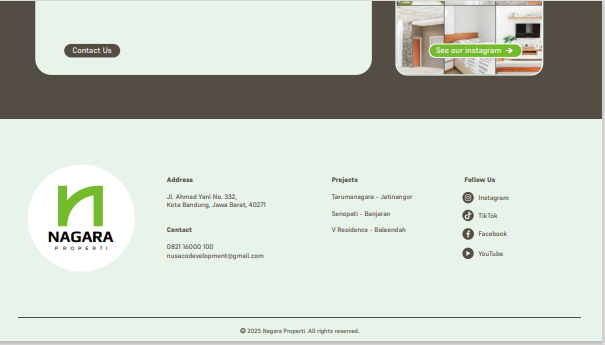 Contact Us
See our instagram
NAGARA
PROPERTI
Address
Jl. Ahmad Yani No. 332,
Kota Bandung, Jawa Barat, 40271
Contact
0821 16000 100
nusacodevelopment@gmail.com
Projects
Tarumanagara - Jatinangor
Senopati - Banjaran
V Residence - Baleendah
Follow Us
Instagram
TikTok
Facebook
YouTube
© 2025 Nagara Properti. All rights reserved.